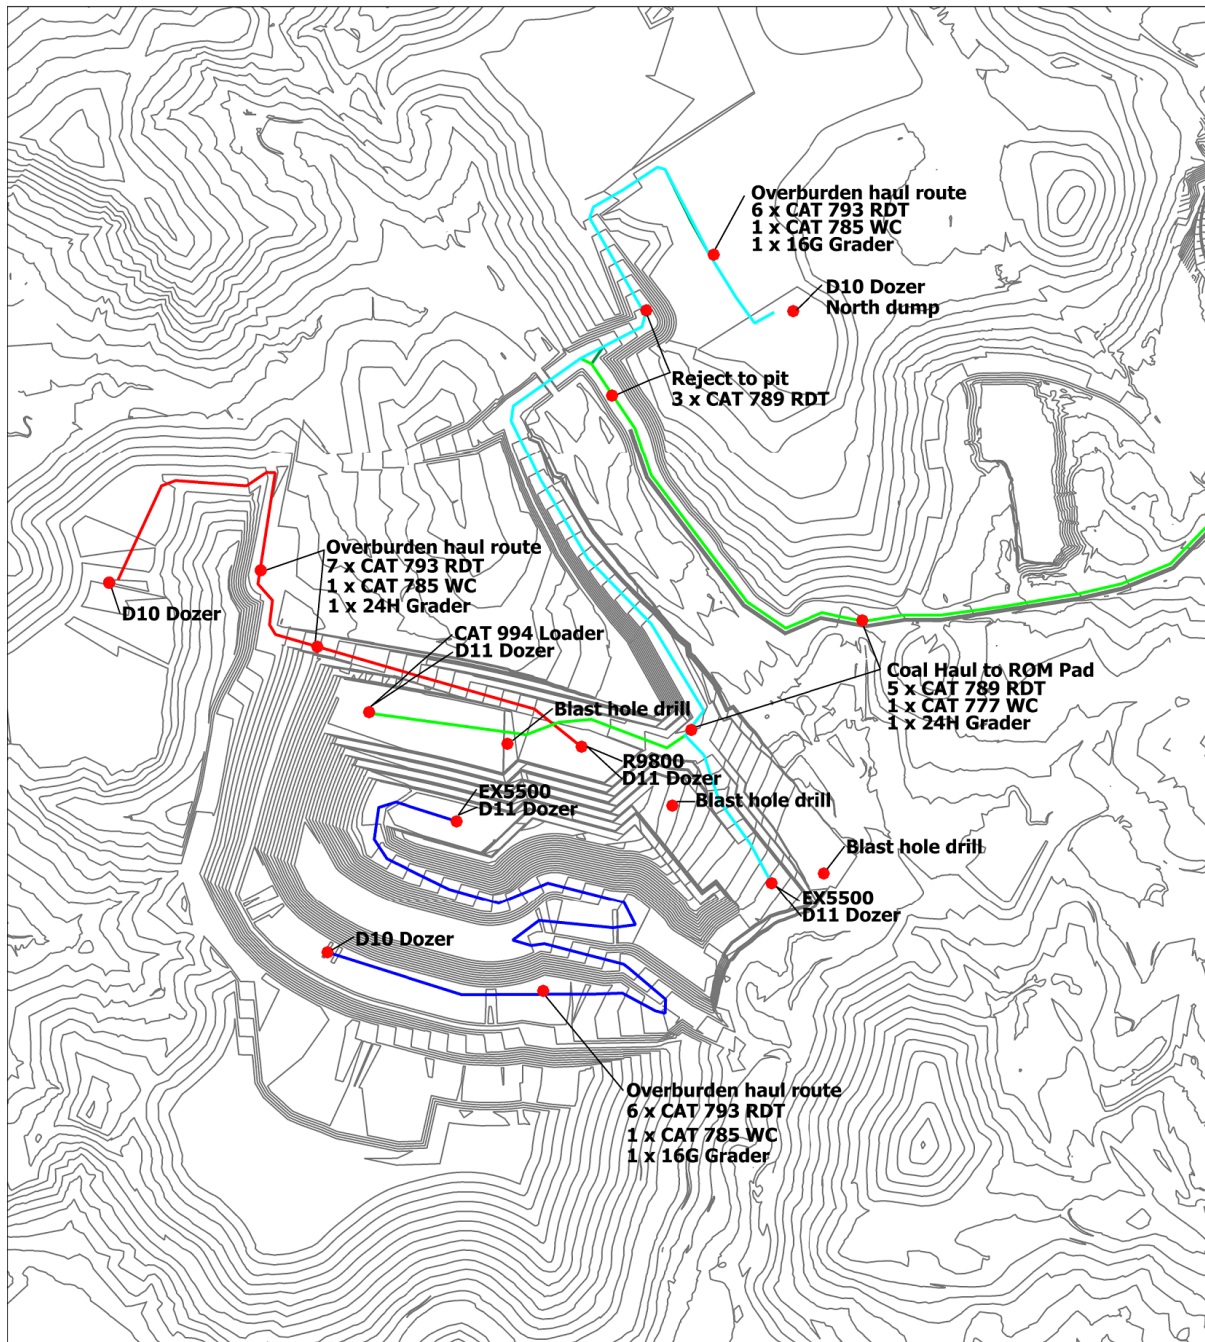 Overburden haul route
6 x CAT 793 RDT
1 x CAT 785 WC
1 x 16G Grader
D10 Dozer
North dump
Reject to pit
3 x CAT 789 RDT
Overburden haul route
7 x CAT 793 RDT
1 x CAT 785 WC
1 x 24H Grader
D10 Dozer
CAT 994 Loader
D11 Dozer
Coal Haul to ROM Pad
5 x CAT 789 RDT
1 x CAT 777 WC
1 x 24H Grader
Blast hole drill
R9800
D11 Dozer
EX5500
D11 Dozer
Blast hole drill
Blast hole drill
EX5500
D11 Dozer
D10 Dozer
Overburden haul route
6 x CAT 793 RDT
1 x CAT 785 WC
1 x 16G Grader